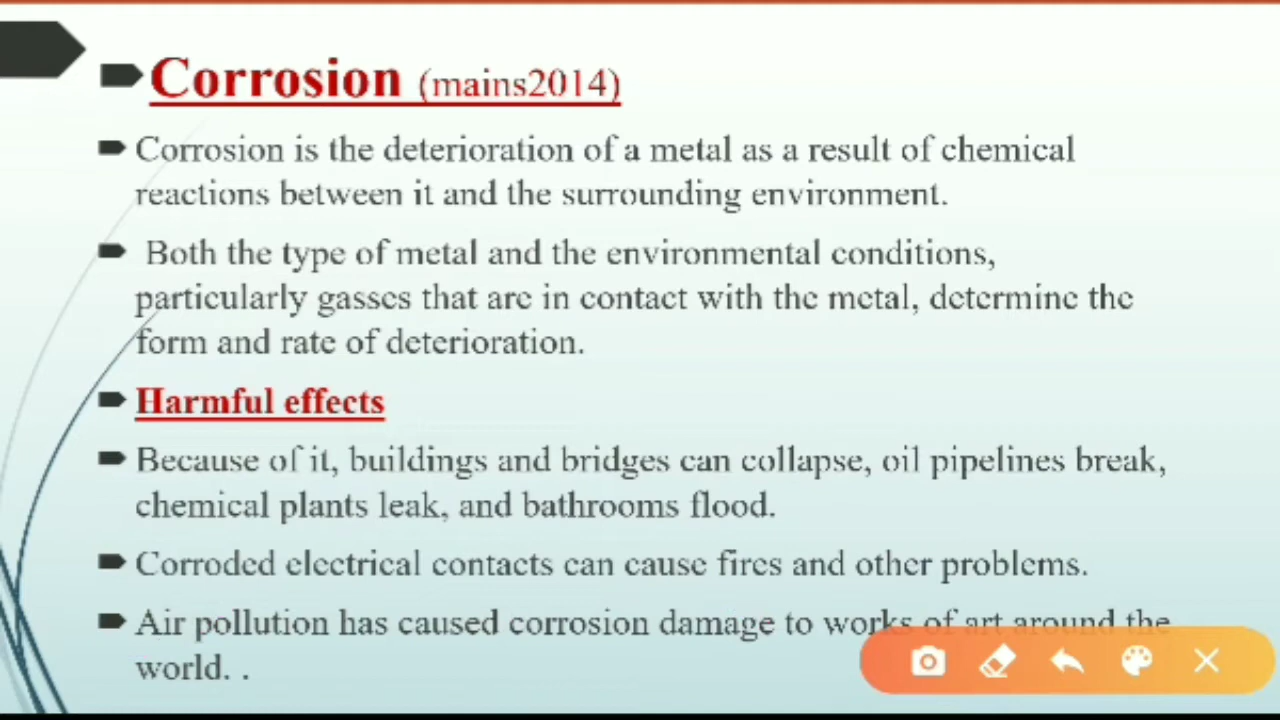 Corrosion (mains2014)
Corrosion is the deterioration of a metal as a result of chemical
reactions between it and the surrounding environment.
Both the type of metal and the environmental conditions,
particularly gasses that are in contact with the metal, determine the
form and rate of deterioration.
Harmful effects
Because of it, buildings and bridges can collapse, oil pipelines break,
chemical plants leak, and bathrooms flood.
Corroded electrical contacts can cause fires and other problems.
Air pollution has caused corrosion damage to works of art around the
world. .